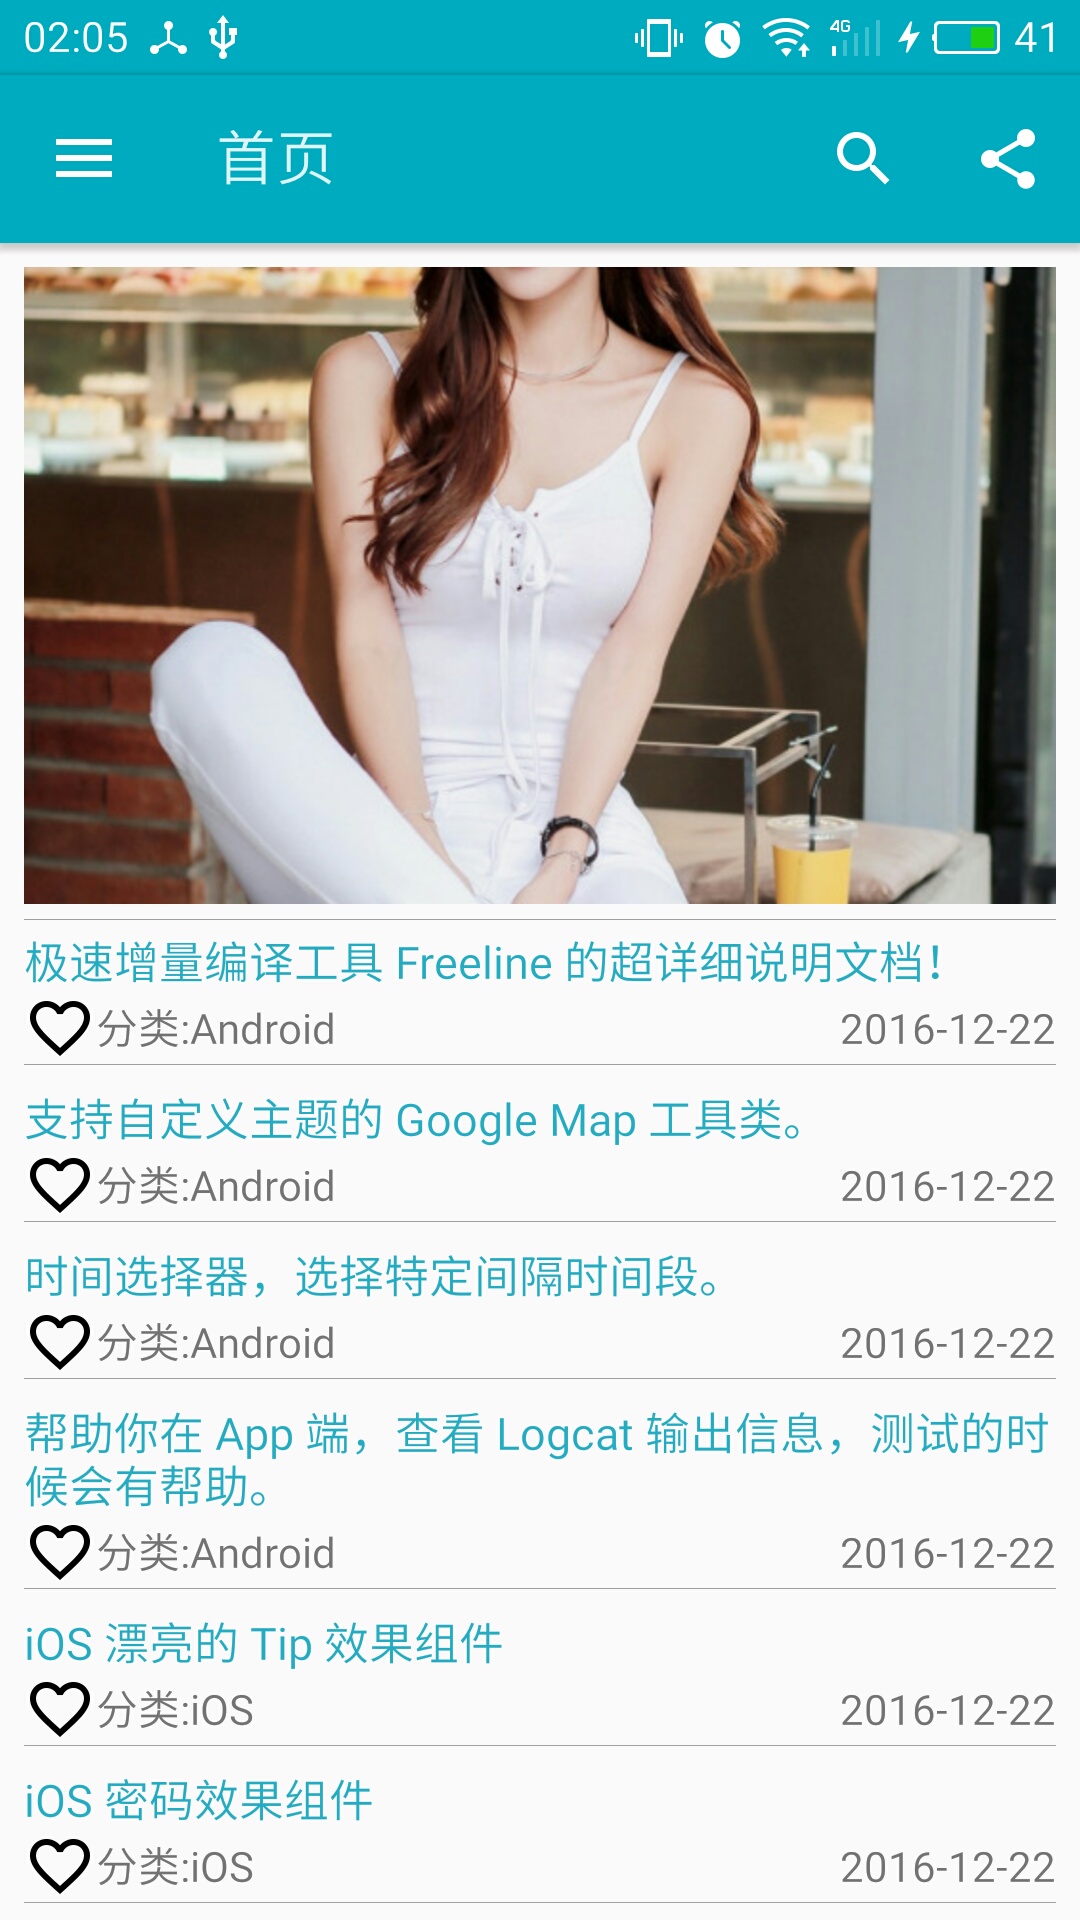 02:05 4G 41
首页
极速增量编译工具 Freeline 的超详细说明文档！
分类:Android 2016-12-22
支持自定义主题的 Google Map 工具类。
分类:Android 2016-12-22
时间选择器，选择特定间隔时间段。
分类:Android 2016-12-22
帮助你在 App 端，查看 Logcat 输出信息，测试的时
候会有帮助。
分类:Android 2016-12-22
iOS 漂亮的 Tip 效果组件
分类:iOS 2016-12-22
iOS 密码效果组件
分类:iOS 2016-12-22